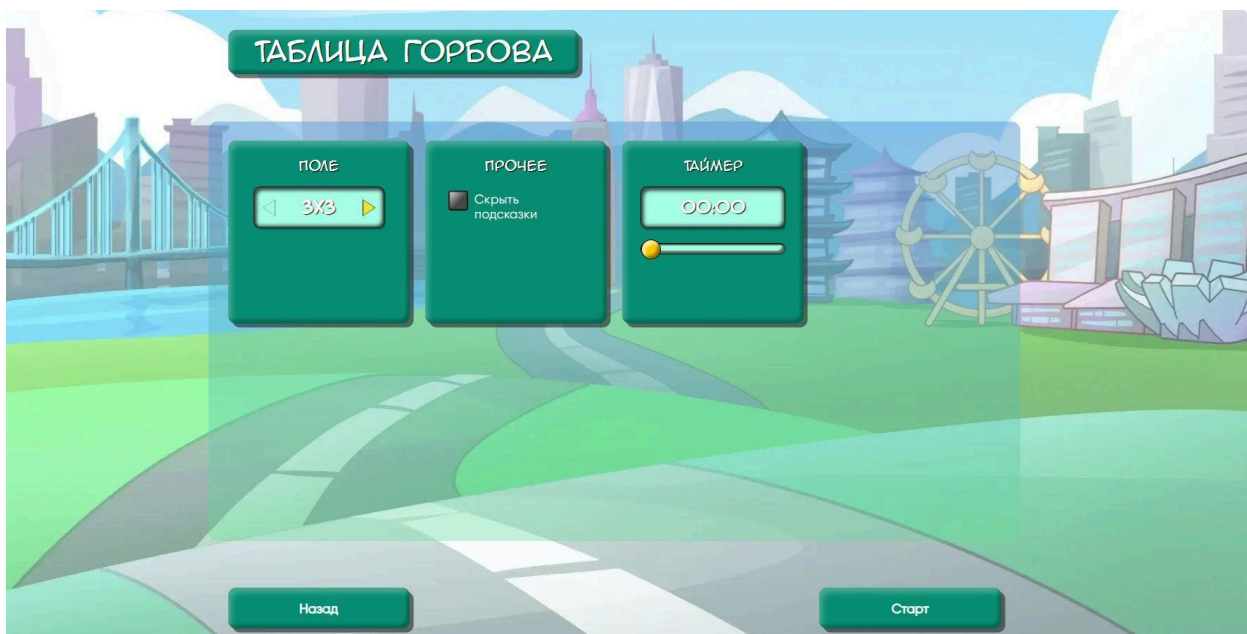 ТАБЛИЦА ГОРБОВА
ПОЛЕ
3X3
ПРОЧЕЕ
Скрыть
подсказки
ТАЙМЕР
00:00
Назад
Старт